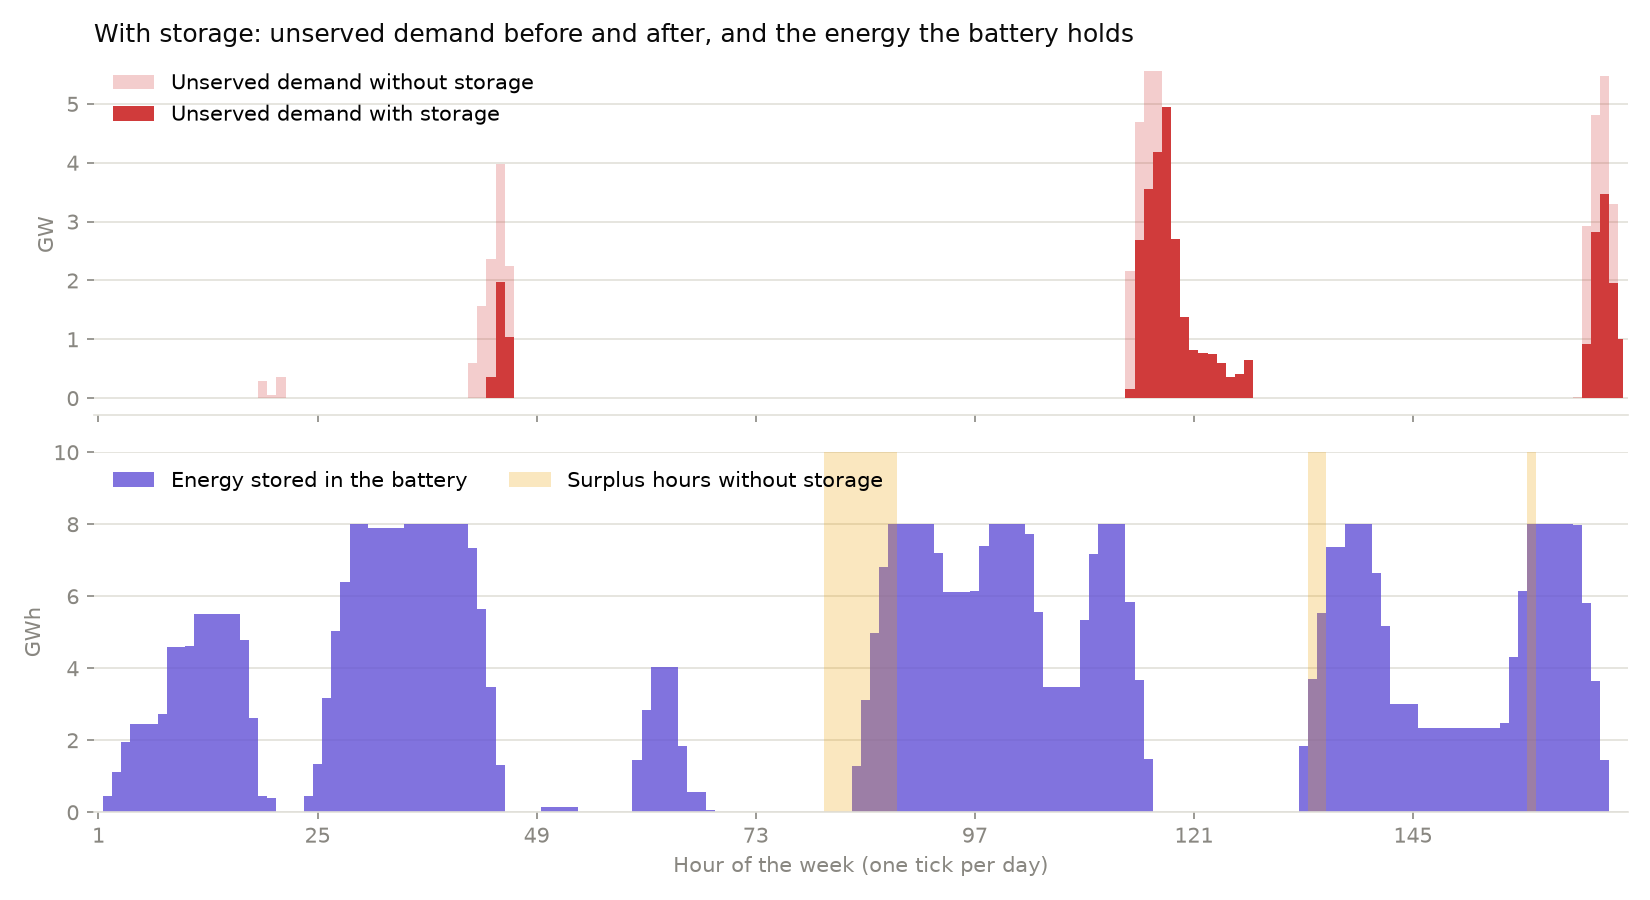 With storage: unserved demand before and after, and the energy the battery holds
Unserved demand without storage
Unserved demand with storage
5
4
3
2
1
0
GW
10
8
6
4
2
0
GWh
Energy stored in the battery
Surplus hours without storage
1
25
49
73
97
121
145
Hour of the week (one tick per day)